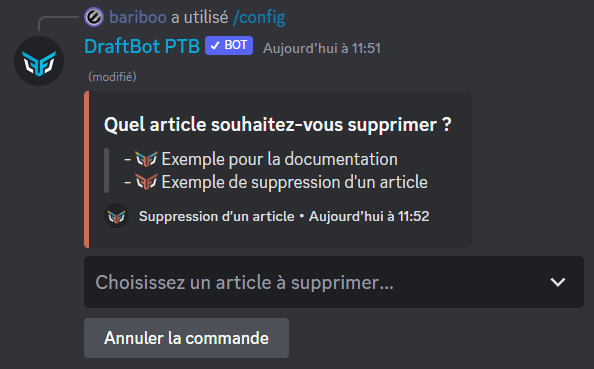 bariboo a utilisé /config
DraftBot PTB ✓ BOT Aujourd'hui à 11:51
(modifié)
Quel article souhaitez-vous supprimer ?
- Exemple pour la documentation
- Exemple de suppression d'un article
Suppression d'un article • Aujourd'hui à 11:52
Choisissez un article à supprimer...
Annuler la commande